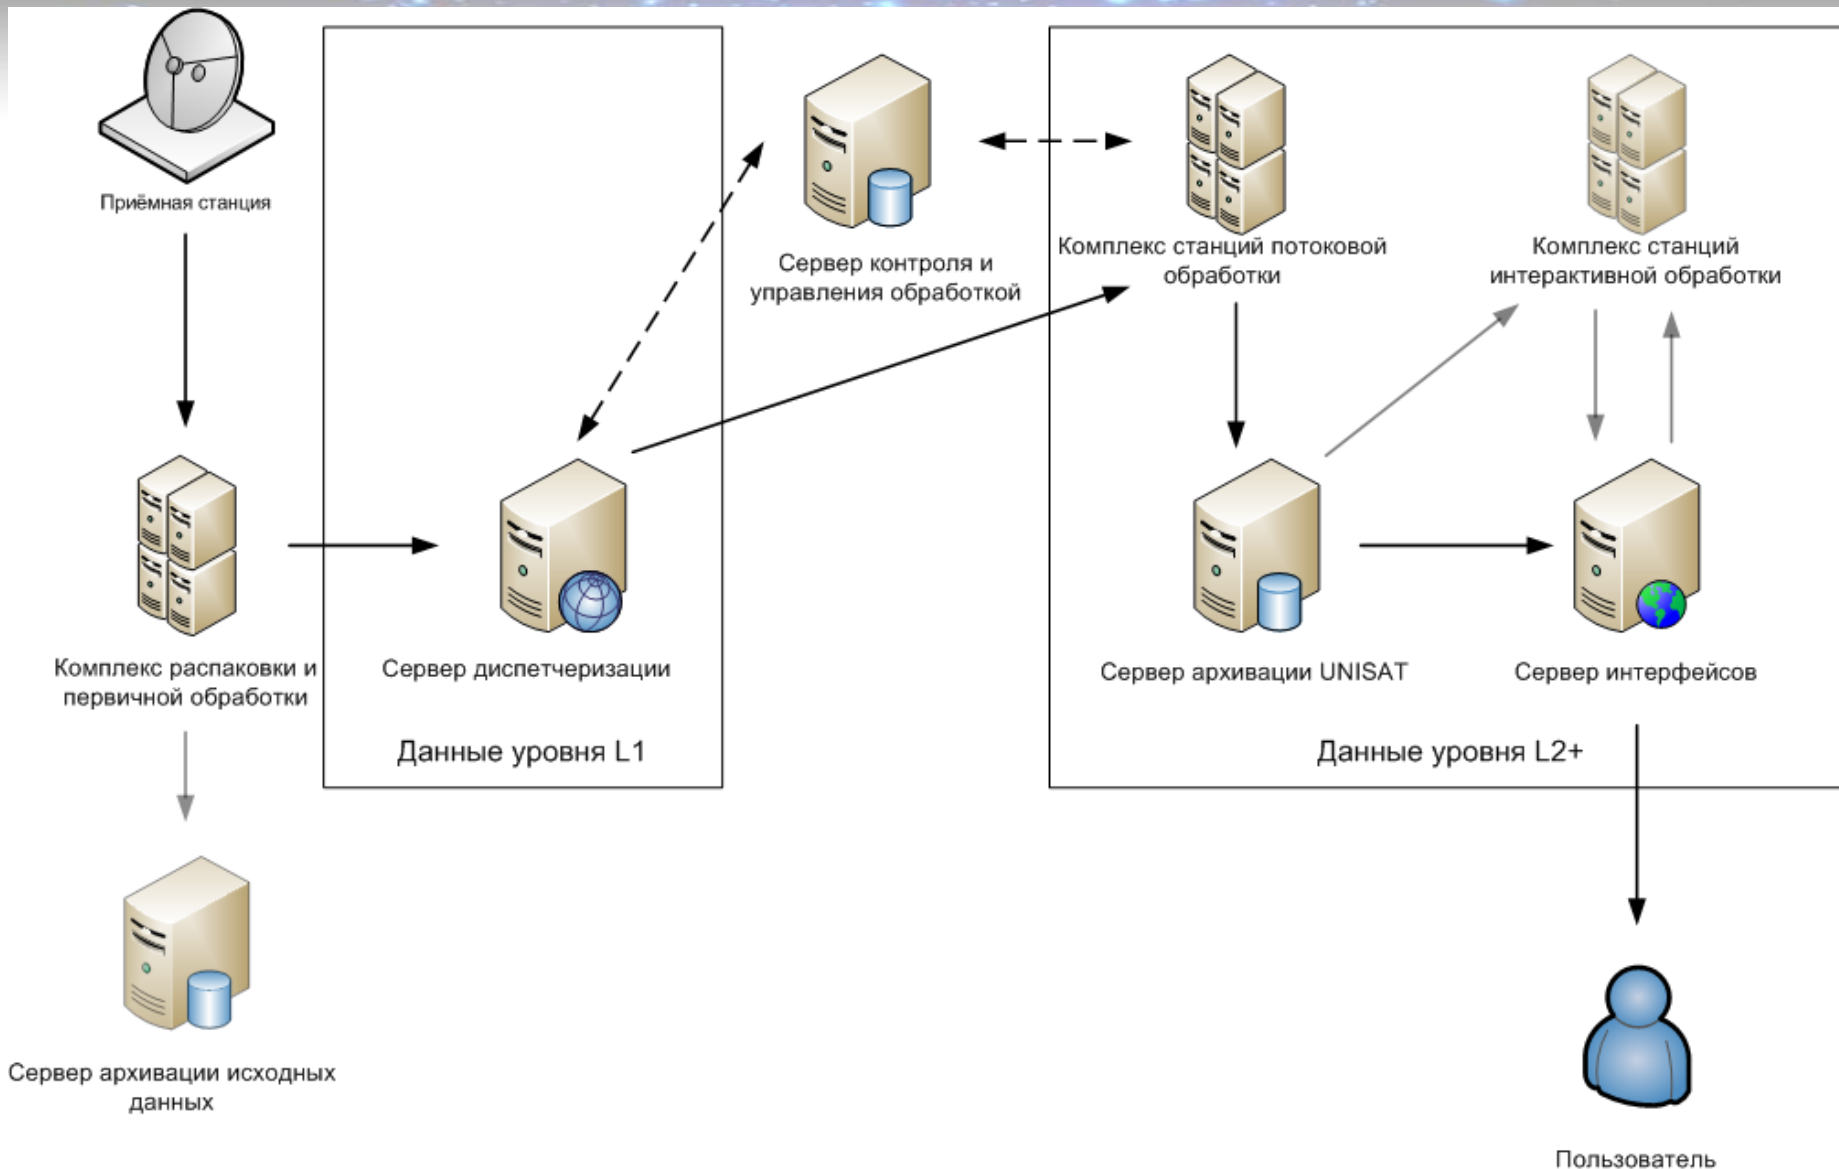 Приёмная станция
Сервер контроля и
управления обработкой
Комплекс станций потоковой
обработки
Комплекс станций
интерактивной обработки
Комплекс распаковки и
первичной обработки
Сервер диспетчеризации
Сервер архивации UNISAT
Сервер интерфейсов
Данные уровня L1
Данные уровня L2+
Сервер архивации исходных
данных
Пользователь